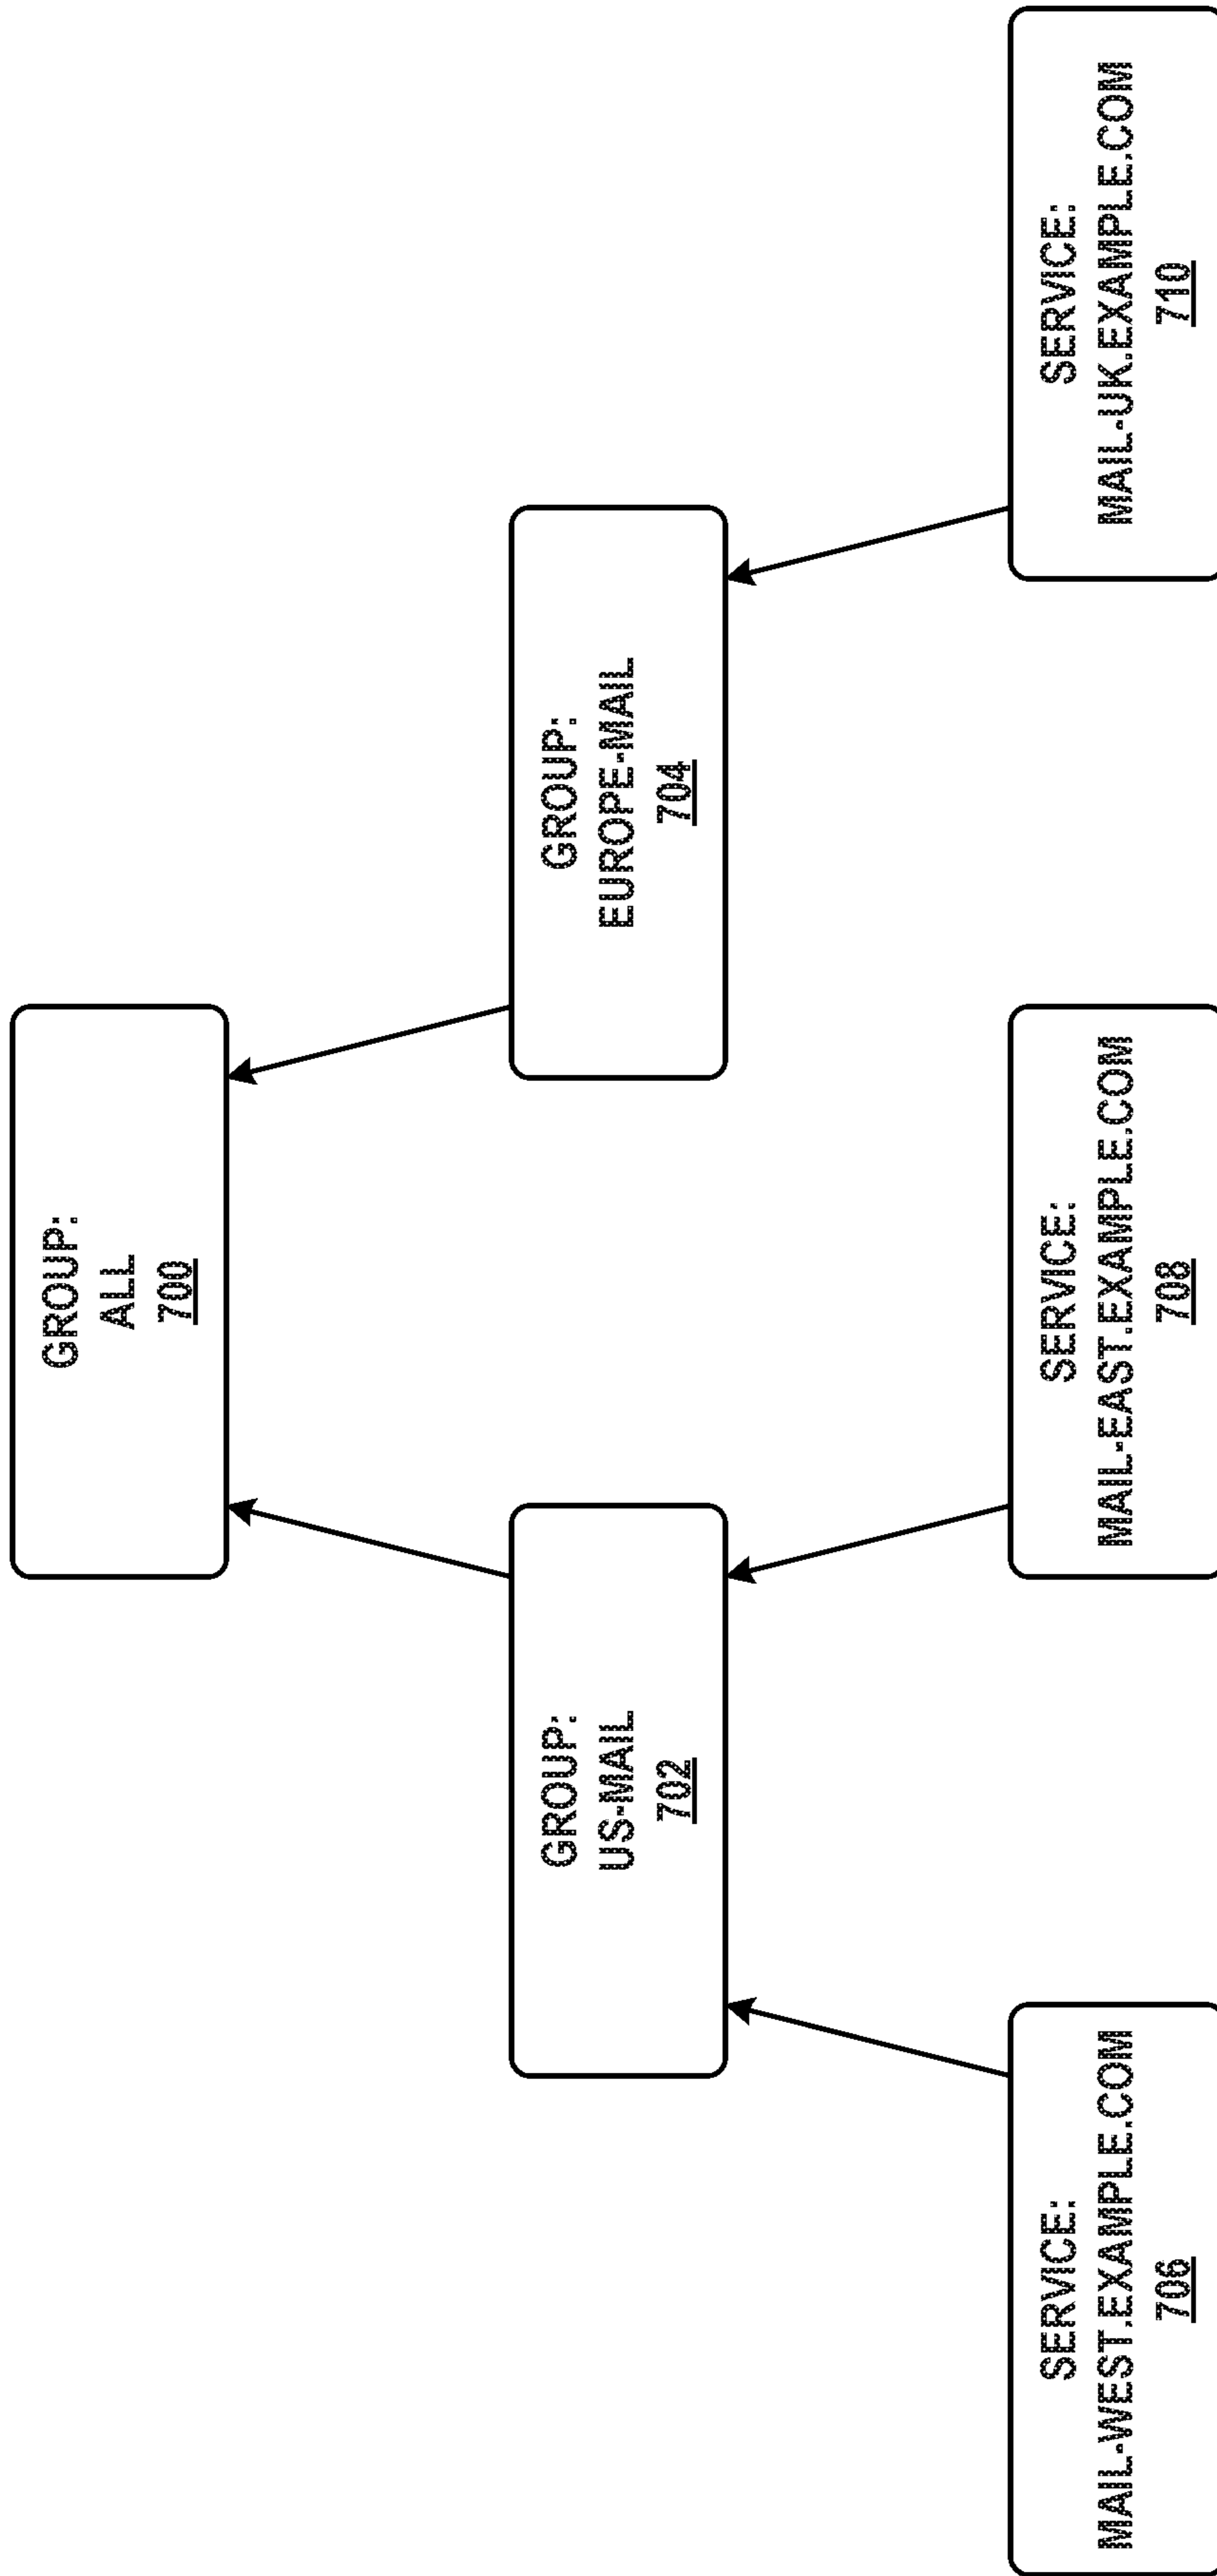 GROUP:
ALL
700
GROUP:
US-MAIL
702
GROUP:
EUROPE-MAIL
704
SERVICE:
MAIL-WEST.EXAMPLE.COM
706
SERVICE:
MAIL-EAST.EXAMPLE.COM
708
SERVICE:
MAIL-UK.EXAMPLE.COM
710